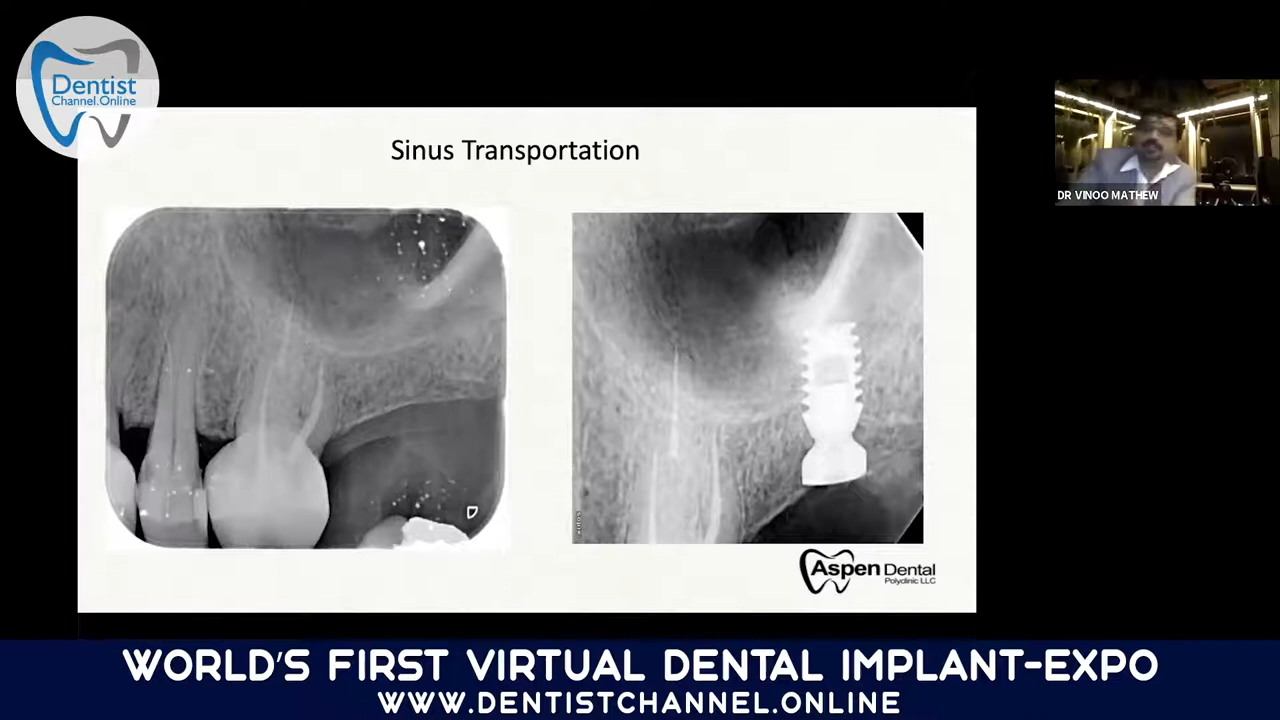 Dentist
Channel.Online
Sinus Transportation
DR VINOO MATHEW
D
Aspen Dental
Polyclinic LLC
WORLD'S FIRST VIRTUAL DENTAL IMPLANT-EXPO
WWW.DENTISTCHANNEL.ONLINE